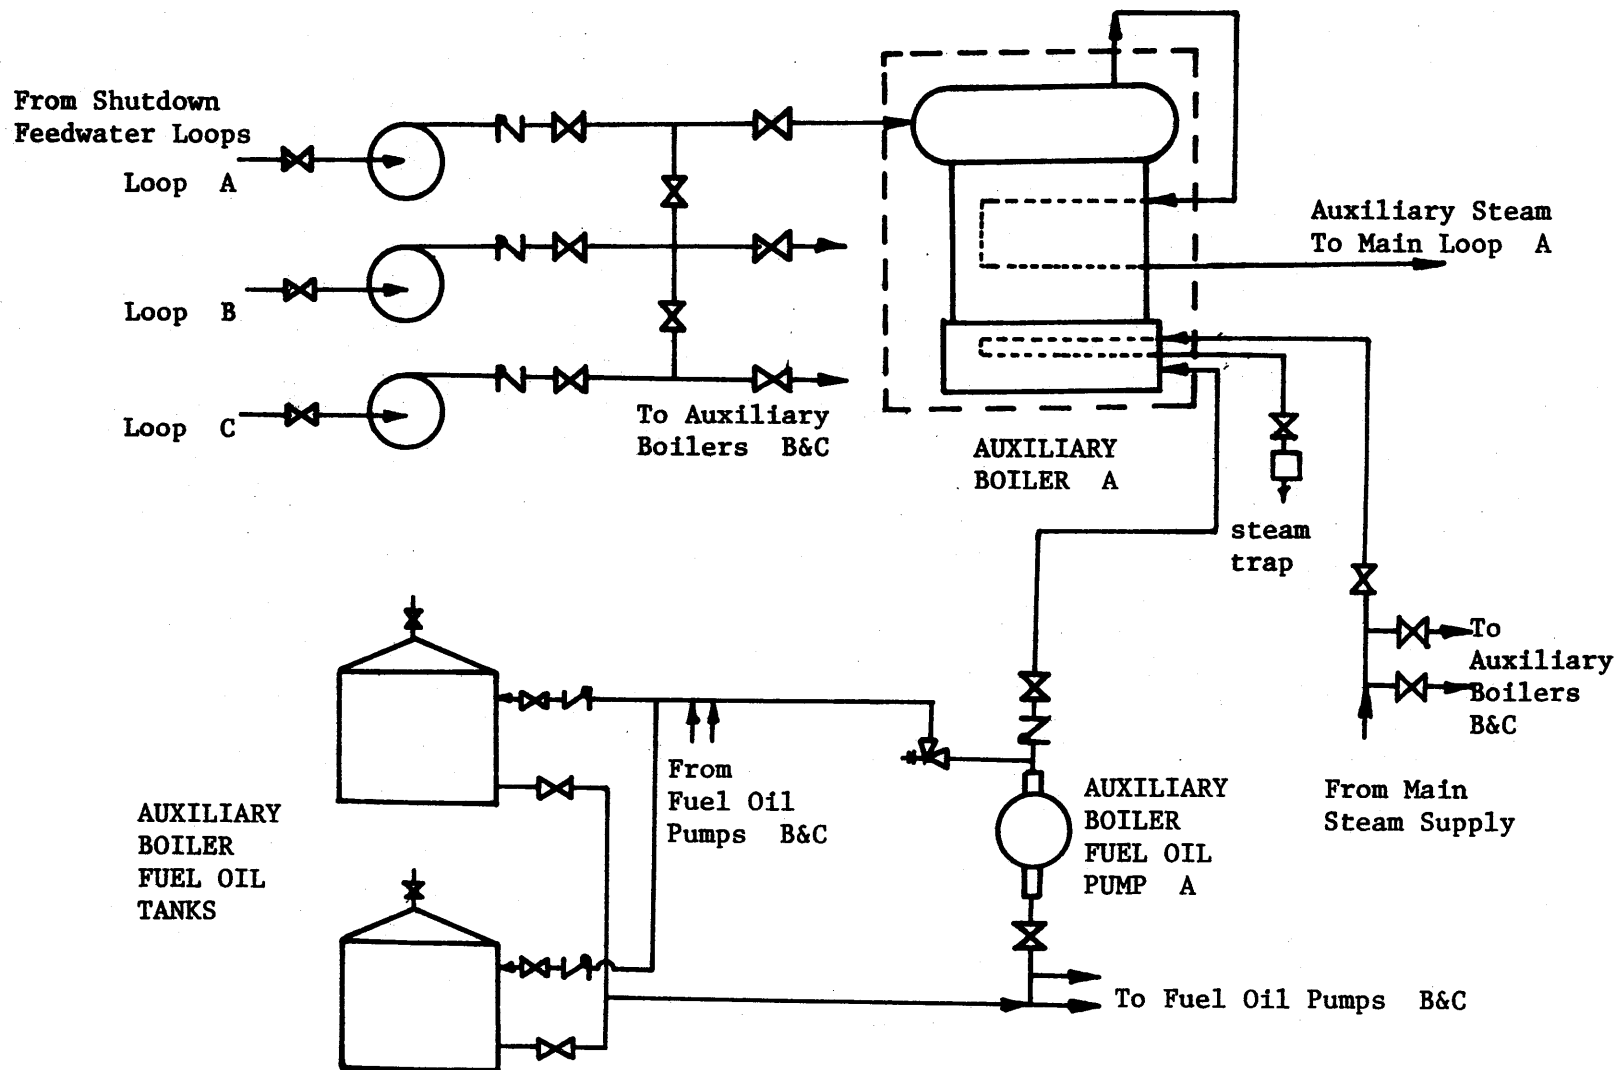 From Shutdown
Feedwater Loops
Loop A
Loop B
Loop C
To Auxiliary
Boilers B&C
AUXILIARY
BOILER A
Auxiliary Steam
To Main Loop A
steam
trap
To
Auxiliary
Boilers
B&C
From Main
Steam Supply
AUXILIARY
BOILER
FUEL OIL
TANKS
From
Fuel Oil
Pumps B&C
AUXILIARY
BOILER
FUEL OIL
PUMP A
To Fuel Oil Pumps B&C